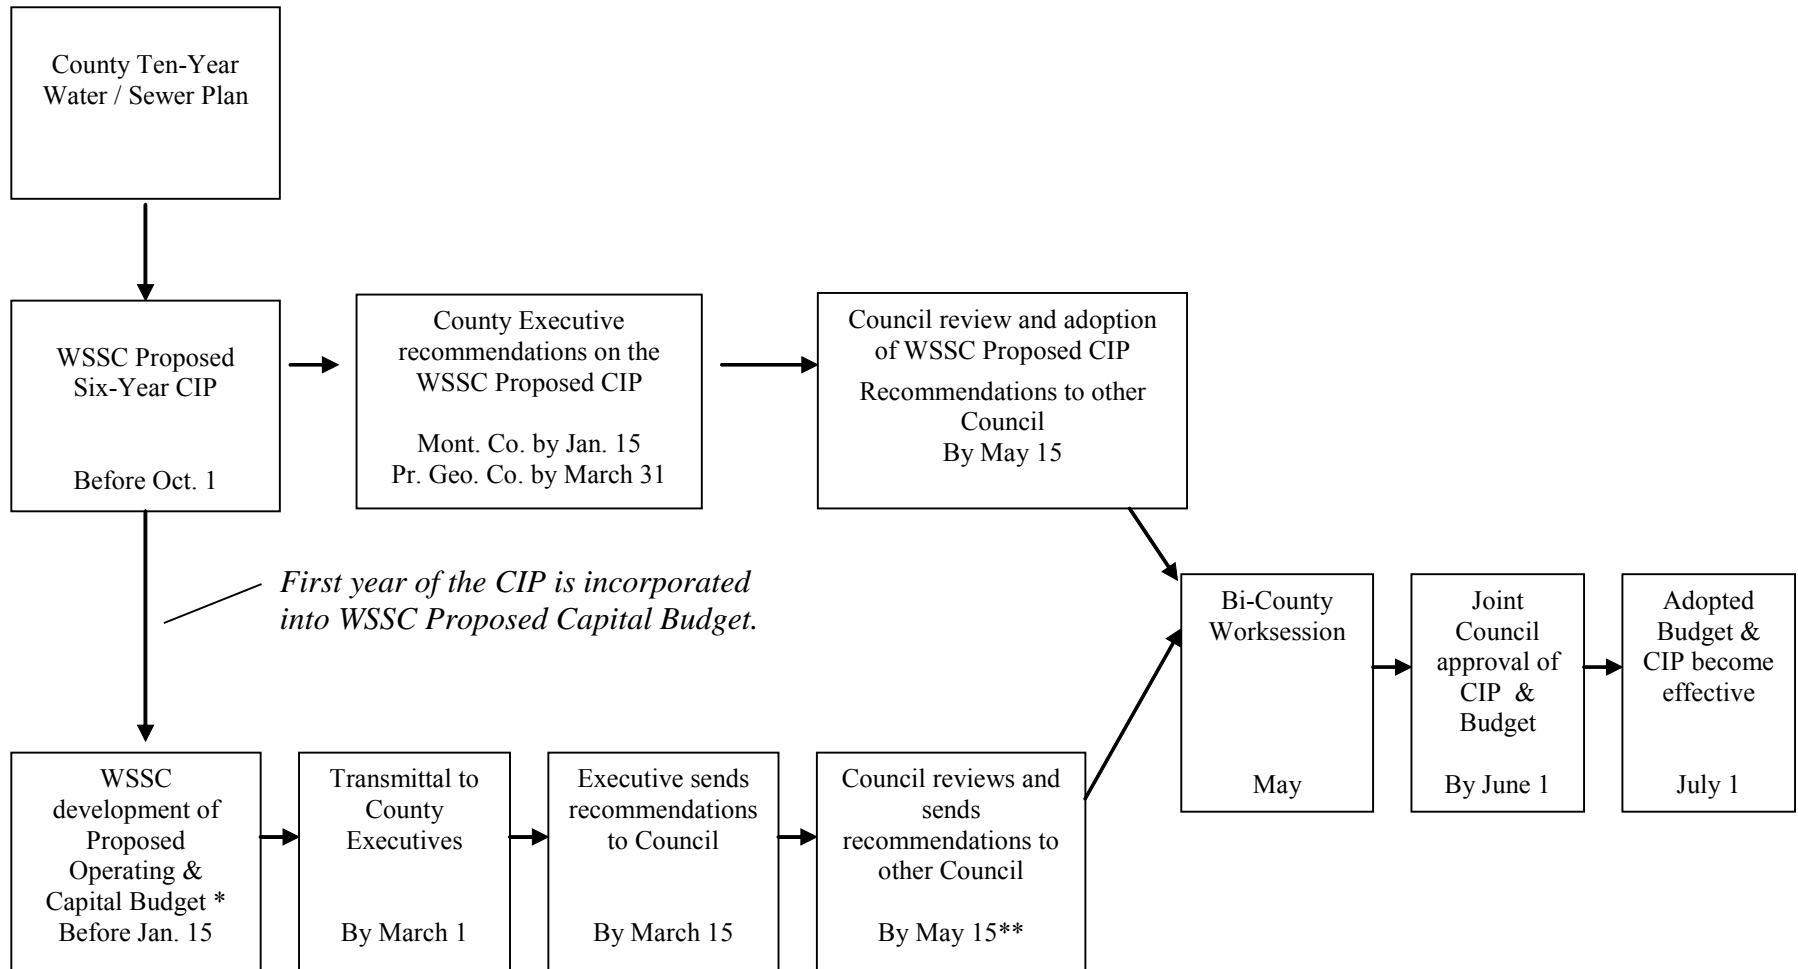 County Ten-Year
Water / Sewer Plan
WSSC Proposed
Six-Year CIP
Before Oct. 1
County Executive
recommendations on the
WSSC Proposed CIP
Mont. Co. by Jan. 15
Pr. Geo. Co. by March 31
Council review and adoption
of WSSC Proposed CIP
Recommendations to other
Council
By May 15
First year of the CIP is incorporated
into WSSC Proposed Capital Budget.
Bi-County
Worksession
May
Joint
Council
approval of
CIP &
Budget
By June 1
Adopted
Budget &
CIP become
effective
July 1
WSSC
development of
Proposed
Operating &
Capital Budget *
Before Jan. 15
Transmittal to
County
Executives
By March 1
Executive sends
recommendations
to Council
By March 15
Council reviews and
sends
recommendations to
other Council
By May 15**